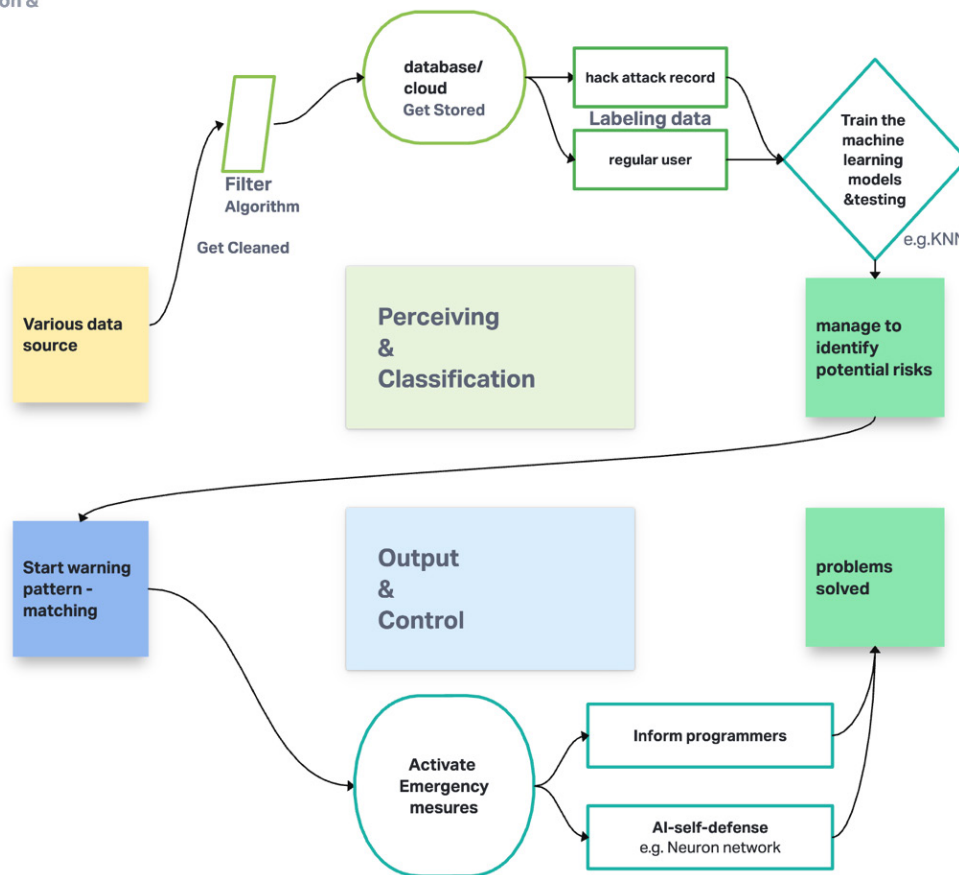 on &
database/
cloud
Get Stored
hack attack record
Labeling data
regular user
Train the
machine
learning
models
&testing
e.g.KNN
Filter
Algorithm
Get Cleaned
Various data
source
Perceiving
&
Classification
manage to
identify
potential risks
Start warning
pattern -
matching
Output
&
Control
problems
solved
Activate
Emergency
mesures
Inform programmers
AI-self-defense
e.g. Neuron network